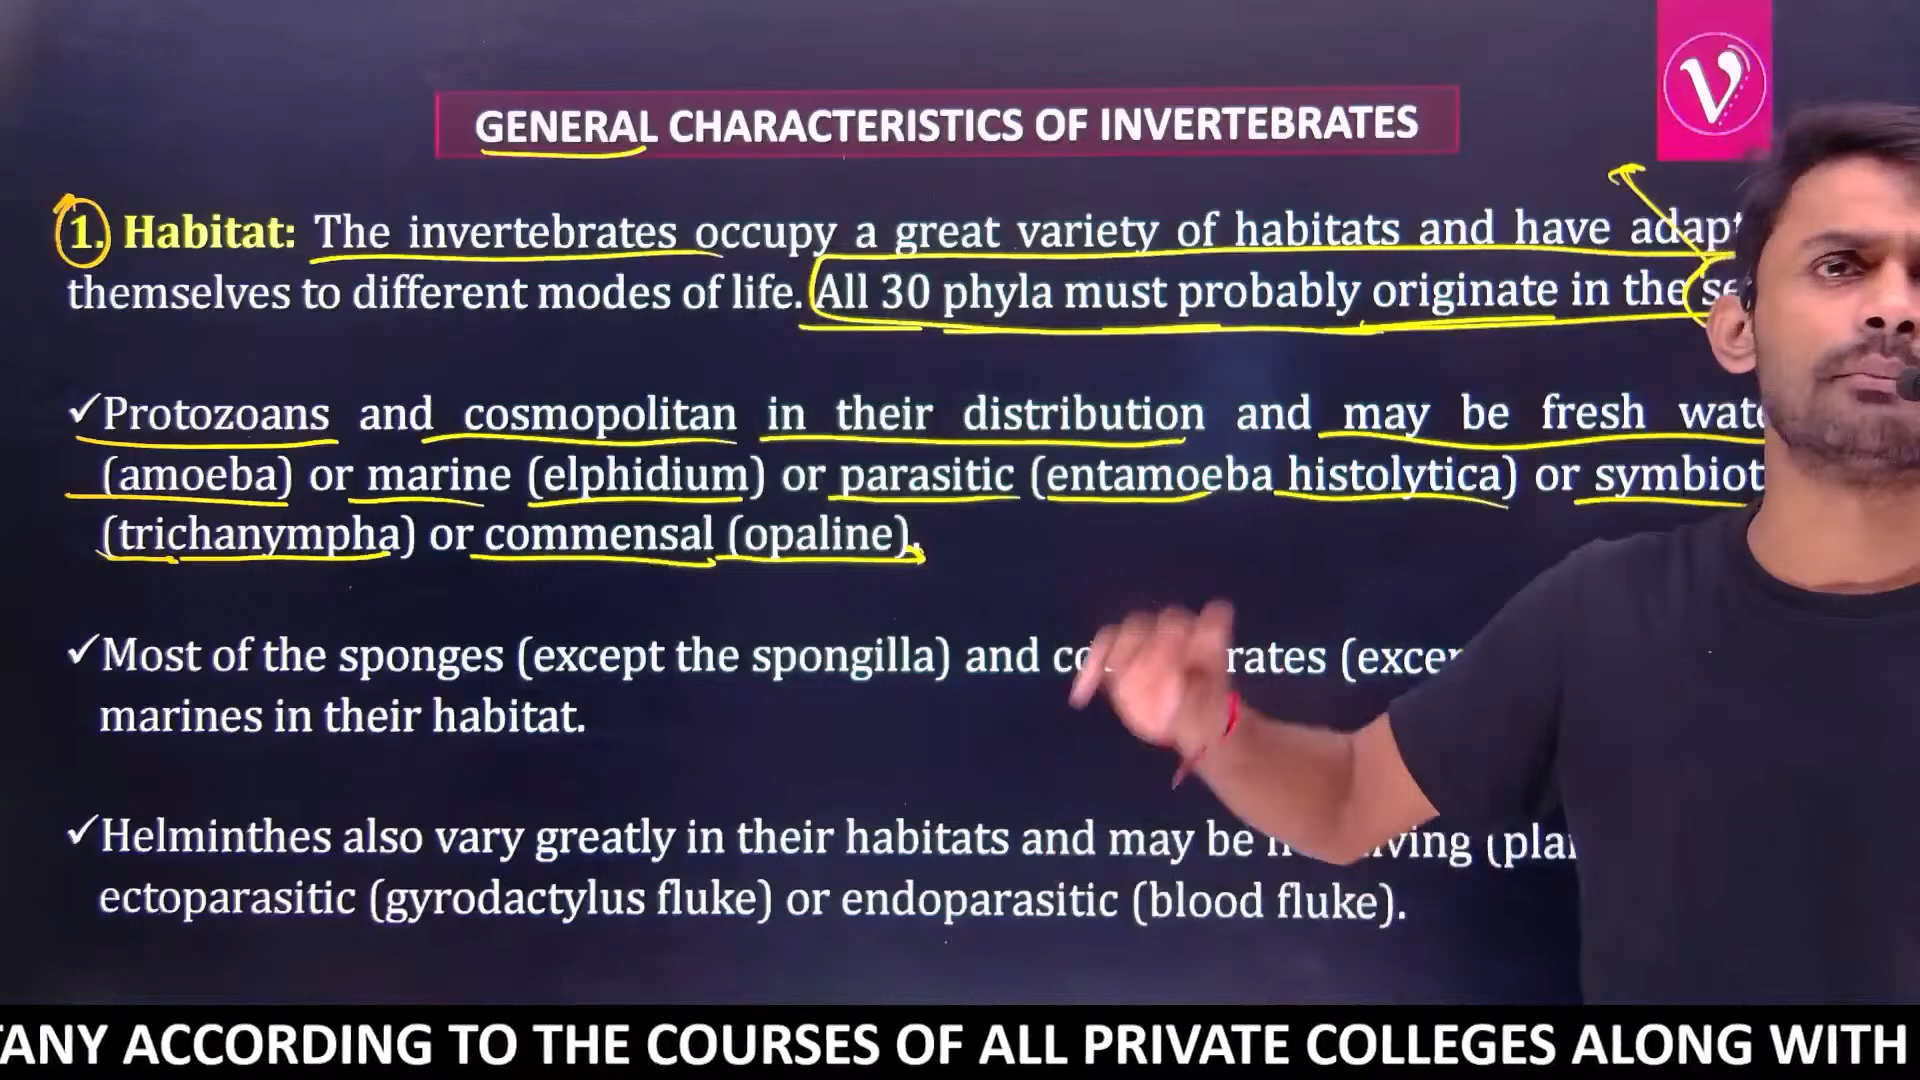 V
GENERAL CHARACTERISTICS OF INVERTEBRATES
1. Habitat: The invertebrates occupy a great variety of habitats and have
themselves to different modes of life. All 30 phyla must probably originate in the
✓Protozoans and cosmopolitan in their distribution and may be fresh
(amoeba) or marine (elphidium) or parasitic (entamoeba histolytica) or
(trichanympha) or commensal (opaline).
✓Most of the sponges (except the spongilla) and
marines in their habitat.
✓Helminthes also vary greatly in their habitats and may be
ectoparasitic (gyrodactylus fluke) or endoparasitic (blood fluke).
ACCORDING TO THE COURSES OF ALL PRIVATE COLLEGES ALONG WITH